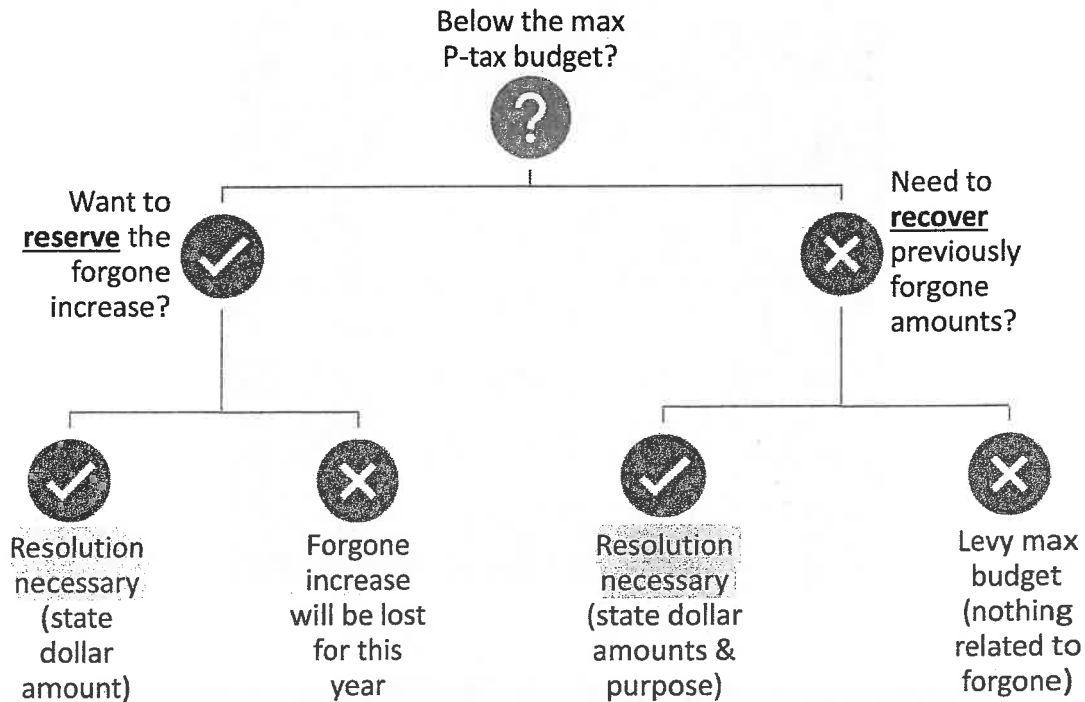 Below the max
P-tax budget?
?
Want to
reserve the
forgone
increase?
Need to
recover
previously
forgone
amounts?
Resolution
necessary
(state
dollar
amount)
Forgone
increase
will be lost
for this
year
Resolution
necessary
(state dollar
amounts &
purpose)
Levy max
budget
(nothing
related to
forgone)